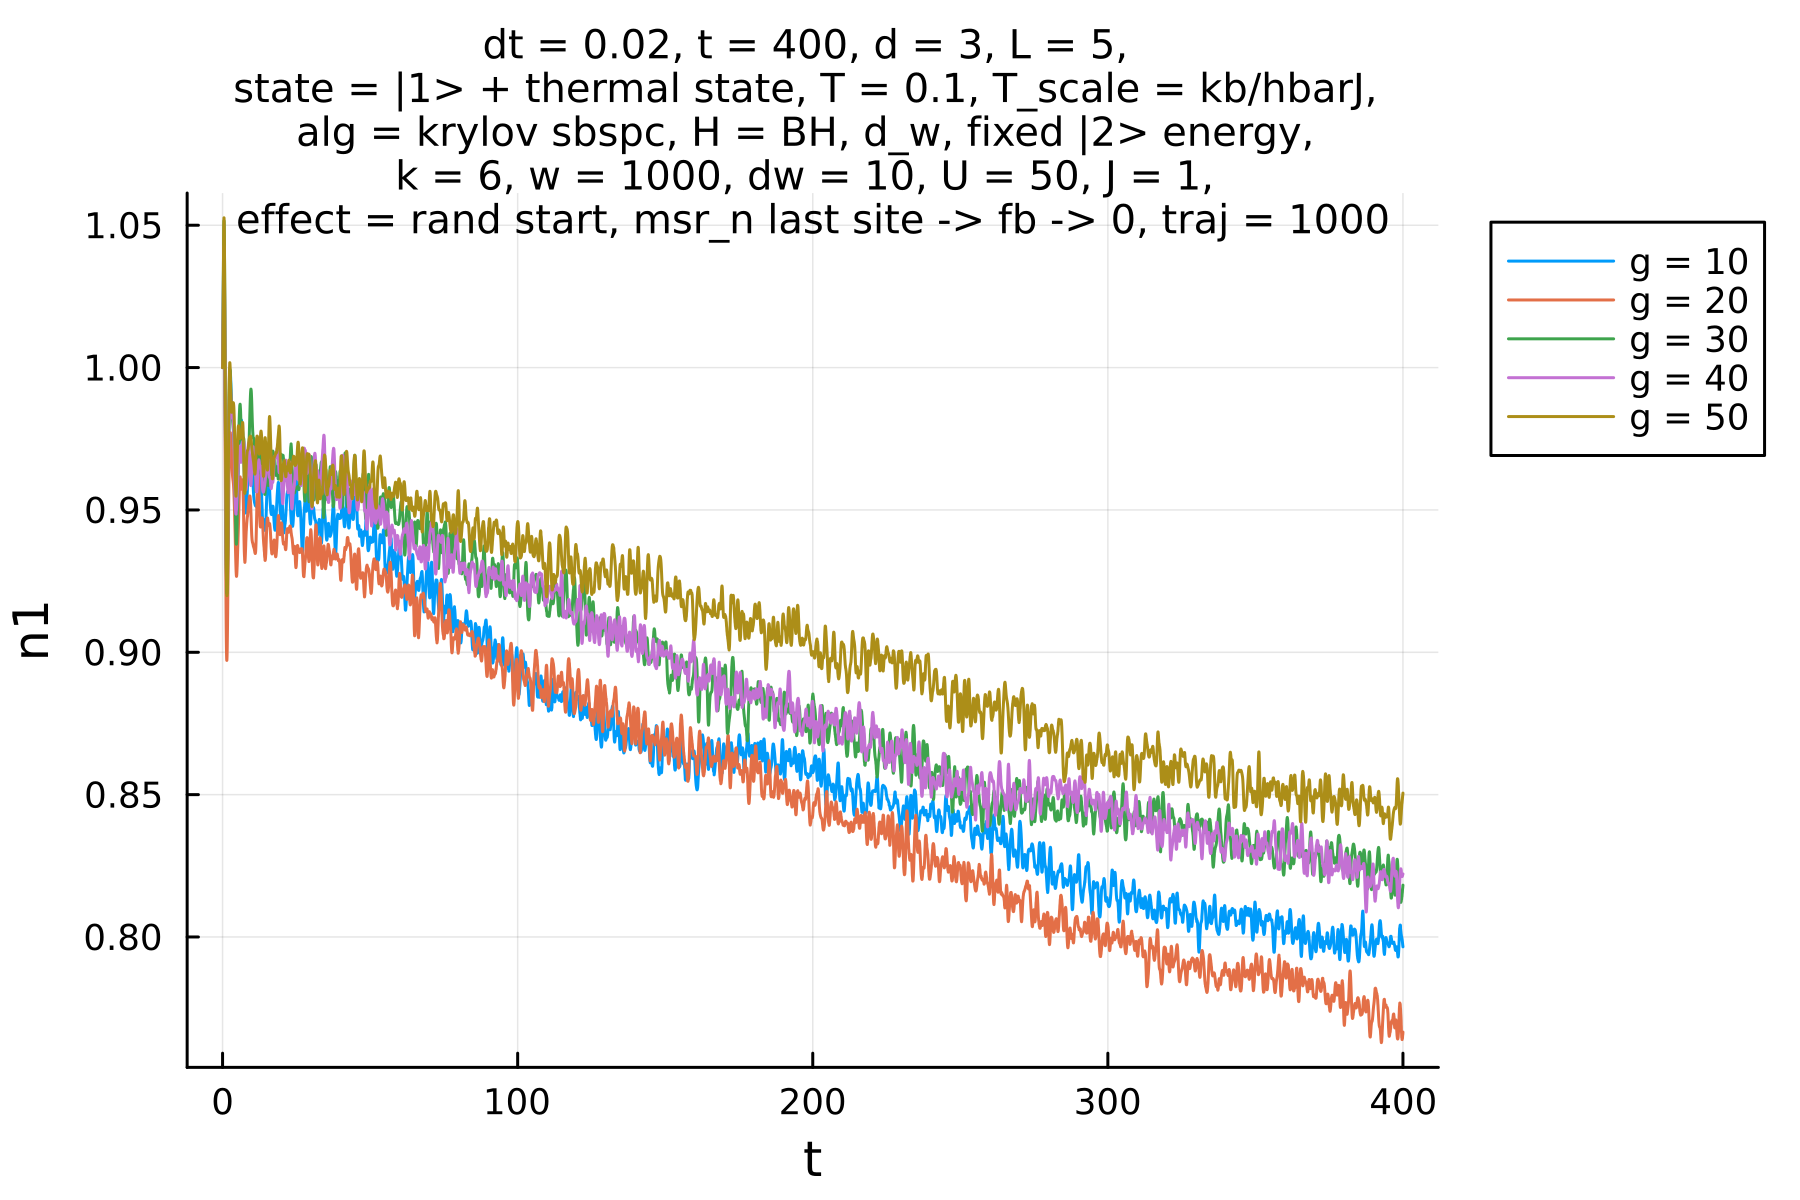 dt = 0.02, t = 400, d = 3, L = 5,
state = |1> + thermal state, T = 0.1, T_scale = kb/hbarJ,
alg = krylov sbspc, H = BH, d_w, fixed |2> energy,
k = 6, w = 1000, dw = 10, U = 50, J = 1,
effect = rand start, msr_n last site -> fb -> 0, traj = 1000
1.05
1.00
0.95
0.90
0.85
0.80
n1
0 100 200 300 400
t
g = 10
g = 20
g = 30
g = 40
g = 50